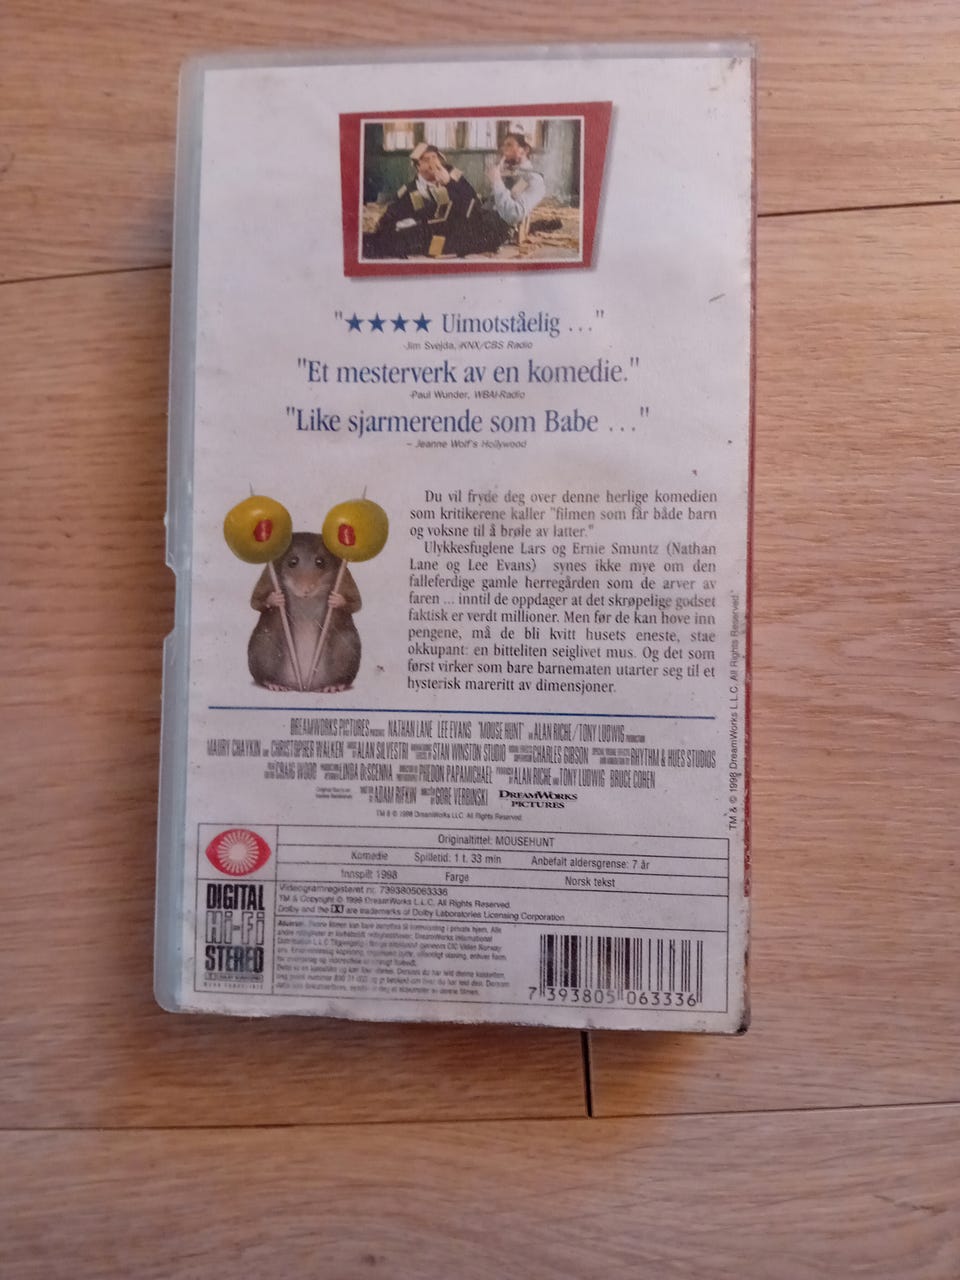 "★★★★ Uimotståelig ..."
-Jim Svejda, KNX/CBS Radio
"Et mesterverk av en komedie."
-Paul Wunder, WBAI-Radio
"Like sjarmerende som Babe ..."
– Jeanne Wolf's Hollywood
Du vil fryde deg over denne herlige komedien
som kritikerene kaller "filmen som får både barn
og voksne til å brøle av latter."
Ulykkesfuglene Lars og Ernie Smuntz (Nathan
Lane og Lee Evans) synes ikke mye om den
falleferdige gamle herregården som de arver av
faren ... inntil de oppdager at det skrøpelige godset
faktisk er verdt millioner. Men før de kan hove inn
pengene, må de bli kvitt husets eneste, stae
okkupant: en bitteliten seiglivet mus. Og det som
først virker som bare barnematen utarter seg til et
hysterisk mareritt av dimensjoner.
DREAMWORKS PICTURES NATHAN LANE LEE EVANS "MOUSE HUNT" ALAN RICHE/TONY LUDWIG
MAURY CHAYKIN CHRISTOPHER WALKEN ALAN SILVESTRI STAN WINSTON STUDIO CHARLES GIBSON RHYTHM & HUES STUDIOS
CRAIG WOOD LINDA DeSCENNA PHEDON PAPAMICHAEL ALAN RICHE TONY LUDWIG BRUCE COHEN
ADAM RIFKIN GORE VERBINSKI DREAMWORKS
PICTURES
TM & © 1998 DreamWorks LLC. All Rights Reserved
TM & © 1998 DreamWorks L.L.C. All Rights Reserved.
Originaltittel: MOUSEHUNT
Komedie Spilletid: 1 t. 33 min Anbefalt aldersgrense: 7 år
Innspilt 1998 Farge Norsk tekst
Videogramregisteret nr. 7393805063336
TM & Copyright © 1998 DreamWorks L.L.C. All Rights Reserved.
Dolby and the are trademarks of Dolby Laboratories Licensing Corporation
DIGITAL
Hi-Fi
STEREO
7 393805 063336